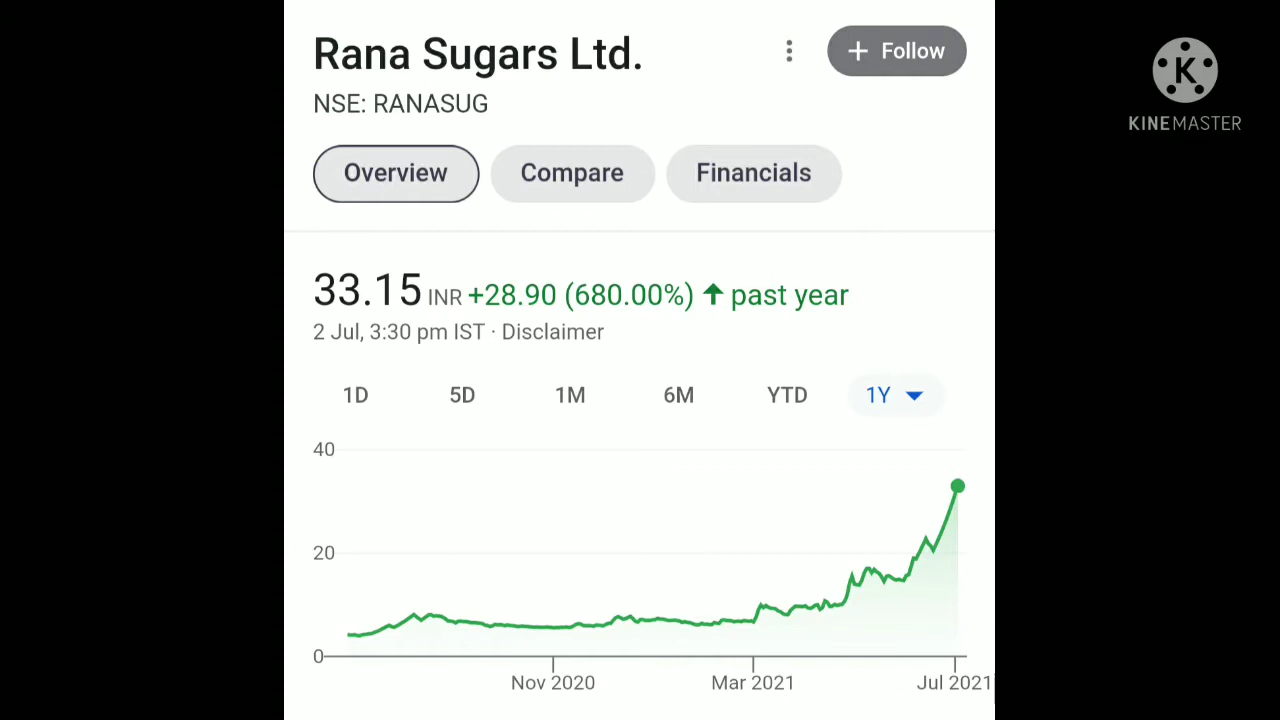 Rana Sugars Ltd.
+ Follow
NSE: RANASUG
Overview Compare Financials
33.15 INR +28.90 (680.00%) ↑ past year
2 Jul, 3:30 pm IST · Disclaimer
1D 5D 1M 6M YTD 1Y
40
20
0
Nov 2020 Mar 2021 Jul 2021
K
KINEMASTER